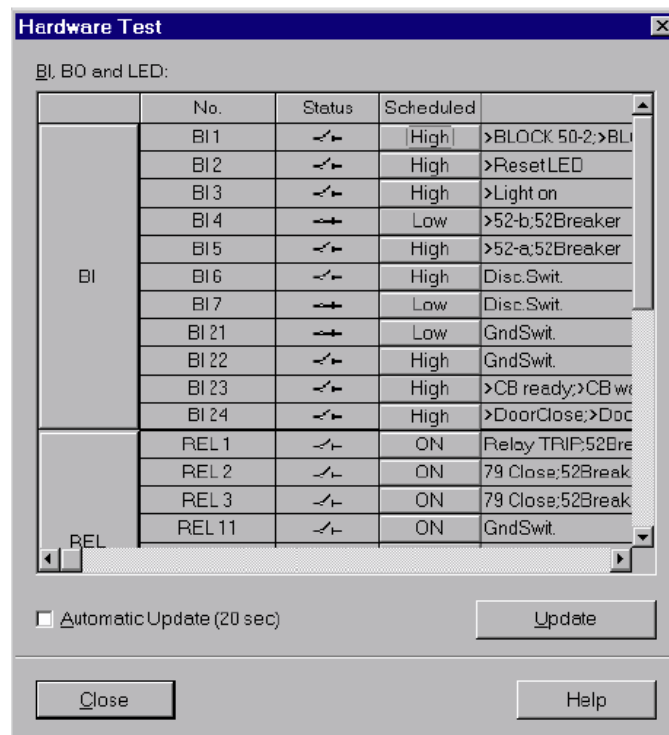 Hardware Test
BI, BO and LED:
No. Status Scheduled
BI
BI 1 High >BLOCK 50-2;>BL
BI 2 High >Reset LED
BI 3 High >Light on
BI 4 Low >52-b;52Breaker
BI 5 High >52-a;52Breaker
BI 6 High Disc.Swit.
BI 7 Low Disc.Swit.
BI 21 Low GndSwit.
BI 22 High GndSwit.
BI 23 High >CB ready;>CB wa
BI 24 High >DoorClose;>Doo
REL
REL 1 ON Relay TRIP;52Bre
REL 2 ON 79 Close;52Break
REL 3 ON 79 Close;52Break
REL 11 ON GndSwit.
Automatic Update (20 sec)
Update
Close
Help